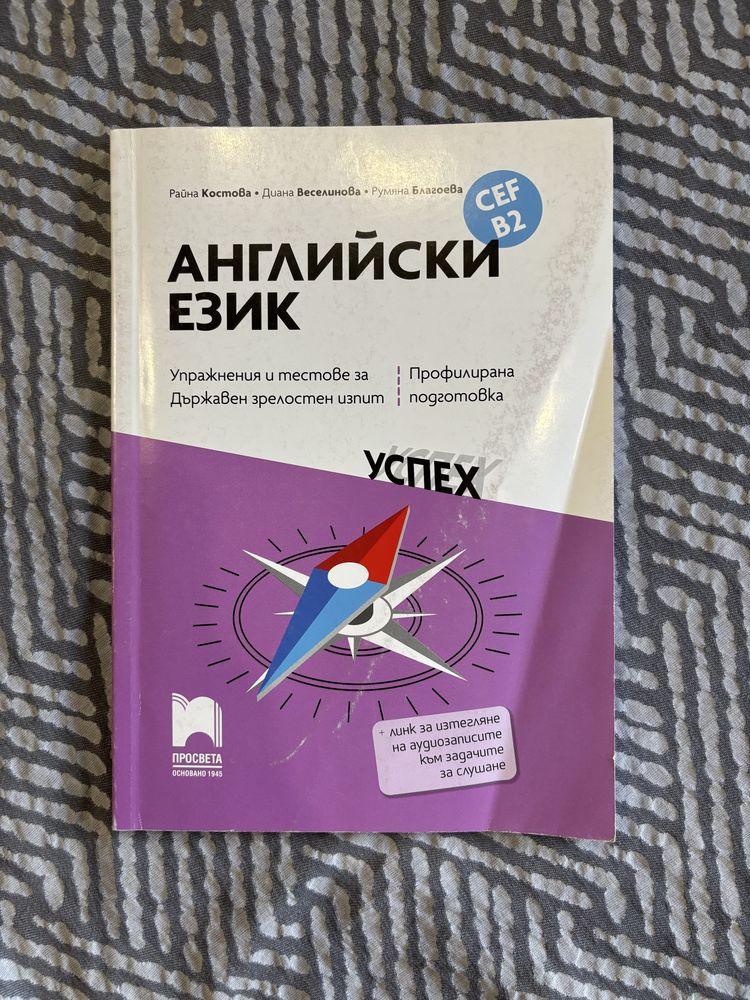 Райна Костова • Диана Веселинова • Румяна Благоева
CEF
B2
АНГЛИЙСКИ
ЕЗИК
Упражнения и тестове за
Държавен зрелостен изпит
Профилирана
подготовка
УСПЕХ
+ линк за изтегляне
на аудиозаписите
към задачите
за слушане
ПРОСВЕТА
ОСНОВАНО 1945